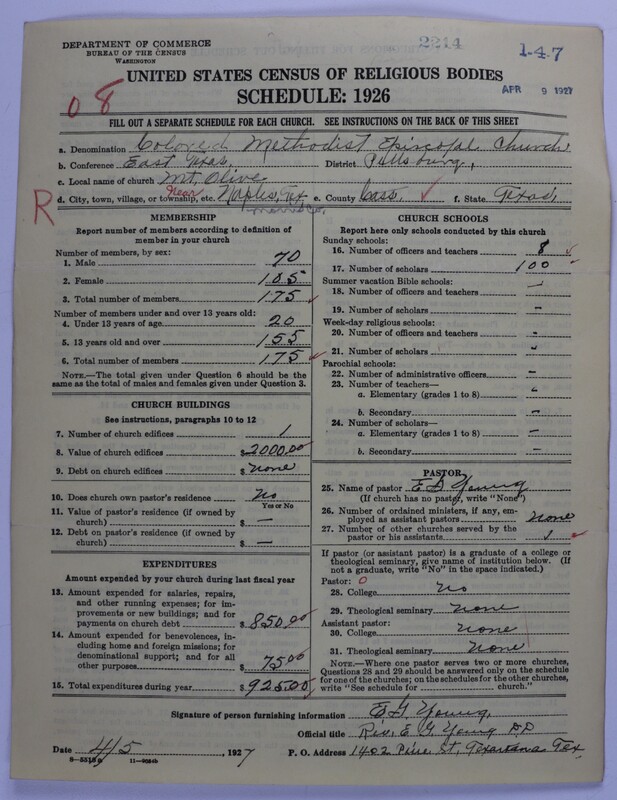 DEPARTMENT OF COMMERCE
BUREAU OF THE CENSUS
WASHINGTON
2214
1-47
APR 9 1927
UNITED STATES CENSUS OF RELIGIOUS BODIES
SCHEDULE: 1926
08
FILL OUT A SEPARATE SCHEDULE FOR EACH CHURCH. SEE INSTRUCTIONS ON THE BACK OF THIS SHEET
a. Denomination Colored Methodist Episcopal Church
b. Conference East Texas, District Pittsburg,
c. Local name of church Mt. Olive
R
d. City, town, village, or township, etc. Near Naples, Tex e. County Cass. f. State Texas,
Morris Co.
MEMBERSHIP
Report number of members according to definition of member in your church
Number of members, by sex:
1. Male 70
2. Female 105
3. Total number of members 175
Number of members under and over 13 years old:
4. Under 13 years of age 20
5. 13 years old and over 155
6. Total number of members 175
NOTE.—The total given under Question 6 should be the same as the total of males and females given under Question 3.
CHURCH BUILDINGS
See instructions, paragraphs 10 to 12
7. Number of church edifices 1
8. Value of church edifices $ 2000.00
9. Debt on church edifices $ none
10. Does church own pastor's residence No
Yes or No
11. Value of pastor's residence (if owned by church) $ —
12. Debt on pastor's residence (if owned by church) $ —
EXPENDITURES
Amount expended by your church during last fiscal year
13. Amount expended for salaries, repairs, and other running expenses; for improvements or new buildings; and for payments on church debt $ 850.00
14. Amount expended for benevolences, including home and foreign missions; for denominational support; and for all other purposes $ 75.00
15. Total expenditures during year $ 925.00
CHURCH SCHOOLS
Report here only schools conducted by this church
Sunday schools:
16. Number of officers and teachers 8
17. Number of scholars 100
Summer vacation Bible schools:
18. Number of officers and teachers —
19. Number of scholars —
Week-day religious schools:
20. Number of officers and teachers —
21. Number of scholars —
Parochial schools:
22. Number of administrative officers —
23. Number of teachers—
a. Elementary (grades 1 to 8) —
b. Secondary —
24. Number of scholars—
a. Elementary (grades 1 to 8) —
b. Secondary —
PASTOR
25. Name of pastor E G Young
(If church has no pastor, write "None")
26. Number of ordained ministers, if any, employed as assistant pastors none
27. Number of other churches served by the pastor or his assistants 1
If pastor (or assistant pastor) is a graduate of a college or theological seminary, give name of institution below. (If not a graduate, write "No" in the space indicated.)
Pastor: 0
28. College No
29. Theological seminary none
Assistant pastor:
30. College none
31. Theological seminary none
NOTE.—Where one pastor serves two or more churches, Questions 28 and 29 should be answered only on the schedule for one of the churches; on the schedules for the other churches, write "See schedule for ______ church."
Signature of person furnishing information E G Young,
Official title Rev. E. G. Young
Date 4/5, 1927 P. O. Address 1402 Pine St, Texarkana Tex